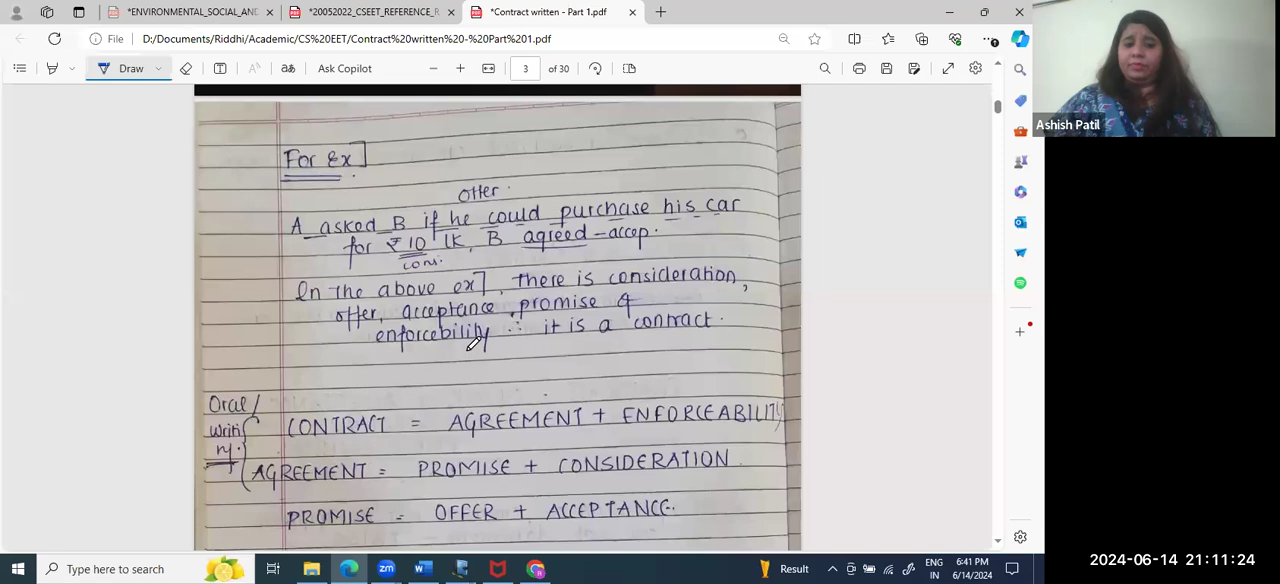 *ENVIRONMENTAL_SOCIAL_AND_
*20052022_CSEET_REFERENCE_R
*Contract written - Part 1.pdf
File
D:/Documents/Riddhi/Academic/CS%20EET/Contract%20written%20-%20Part%201.pdf
Draw
Ask Copilot
3
of 30
Ashish Patil
For Ex]
offer.
A asked B if he could purchase his car
for ₹ 10 lk, B agreed - accep.
cons.
In the above ex], there is consideration,
offer, acceptance, promise &
enforcebility ∴ it is a contract.
Oral/
Writi
CONTRACT = AGREEMENT + ENFORCEABILITY
AGREEMENT = PROMISE + CONSIDERATION
PROMISE = OFFER + ACCEPTANCE.
Type here to search
Result
ENG
IN
6:41 PM
6/14/2024
2024-06-14 21:11:24